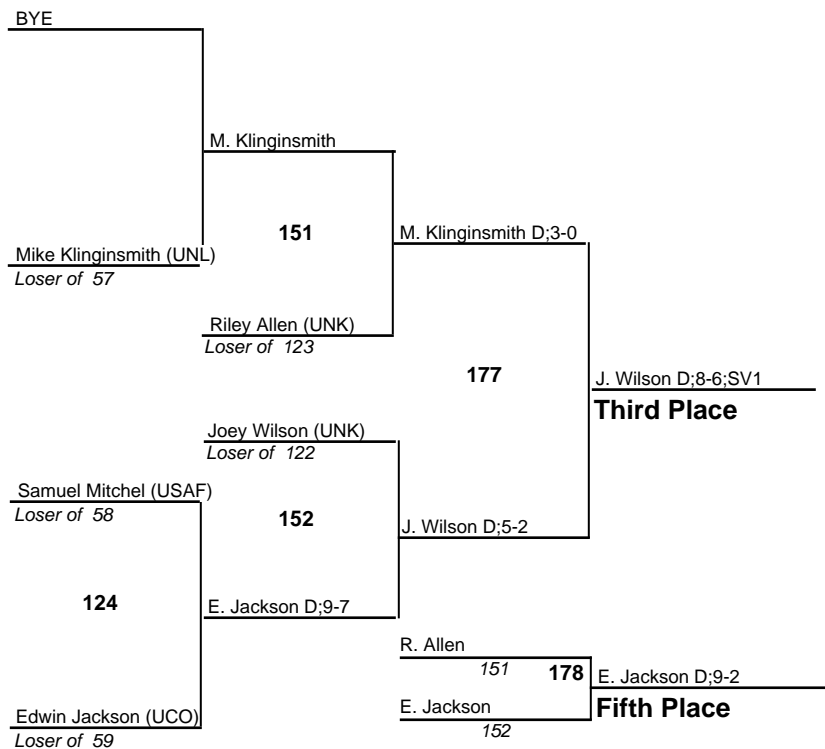 BYE
M. Klinginsmith
151
M. Klinginsmith D;3-0
Mike Klinginsmith (UNL)
Loser of 57
Riley Allen (UNK)
Loser of 123
177
J. Wilson D;8-6;SV1
Third Place
Joey Wilson (UNK)
Loser of 122
Samuel Mitchel (USAF)
Loser of 58
152
J. Wilson D;5-2
124
E. Jackson D;9-7
R. Allen
151
178
E. Jackson D;9-2
Fifth Place
E. Jackson
152
Edwin Jackson (UCO)
Loser of 59